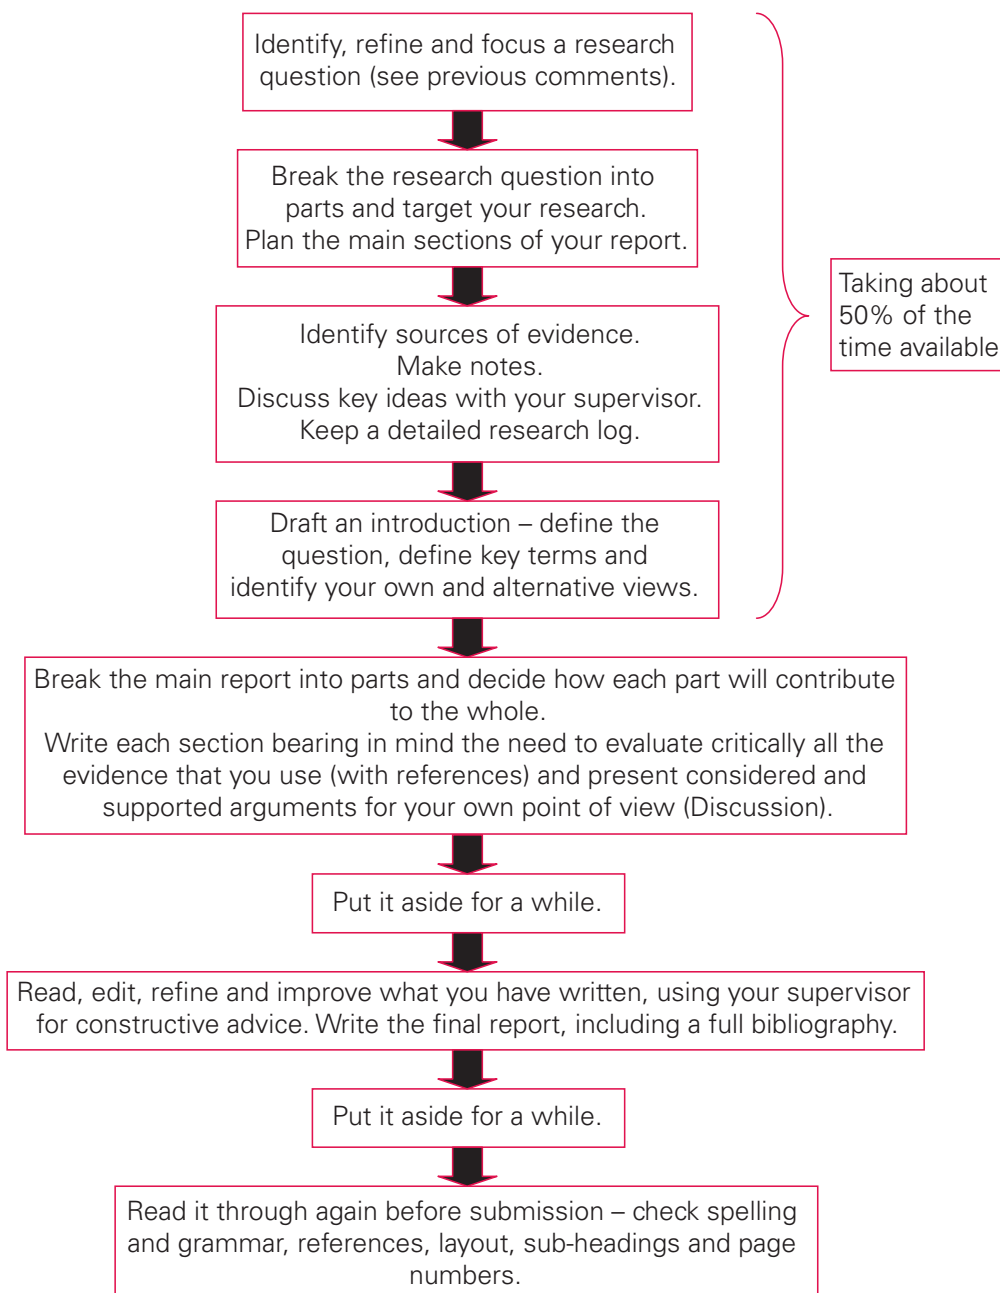 Identify, refine and focus a research
question (see previous comments).
Break the research question into
parts and target your research.
Plan the main sections of your report.
Identify sources of evidence.
Make notes.
Discuss key ideas with your supervisor.
Keep a detailed research log.
Draft an introduction – define the
question, define key terms and
identify your own and alternative views.
Taking about
50% of the
time available
Break the main report into parts and decide how each part will contribute
to the whole.
Write each section bearing in mind the need to evaluate critically all the
evidence that you use (with references) and present considered and
supported arguments for your own point of view (Discussion).
Put it aside for a while.
Read, edit, refine and improve what you have written, using your supervisor
for constructive advice. Write the final report, including a full bibliography.
Put it aside for a while.
Read it through again before submission – check spelling
and grammar, references, layout, sub-headings and page
numbers.